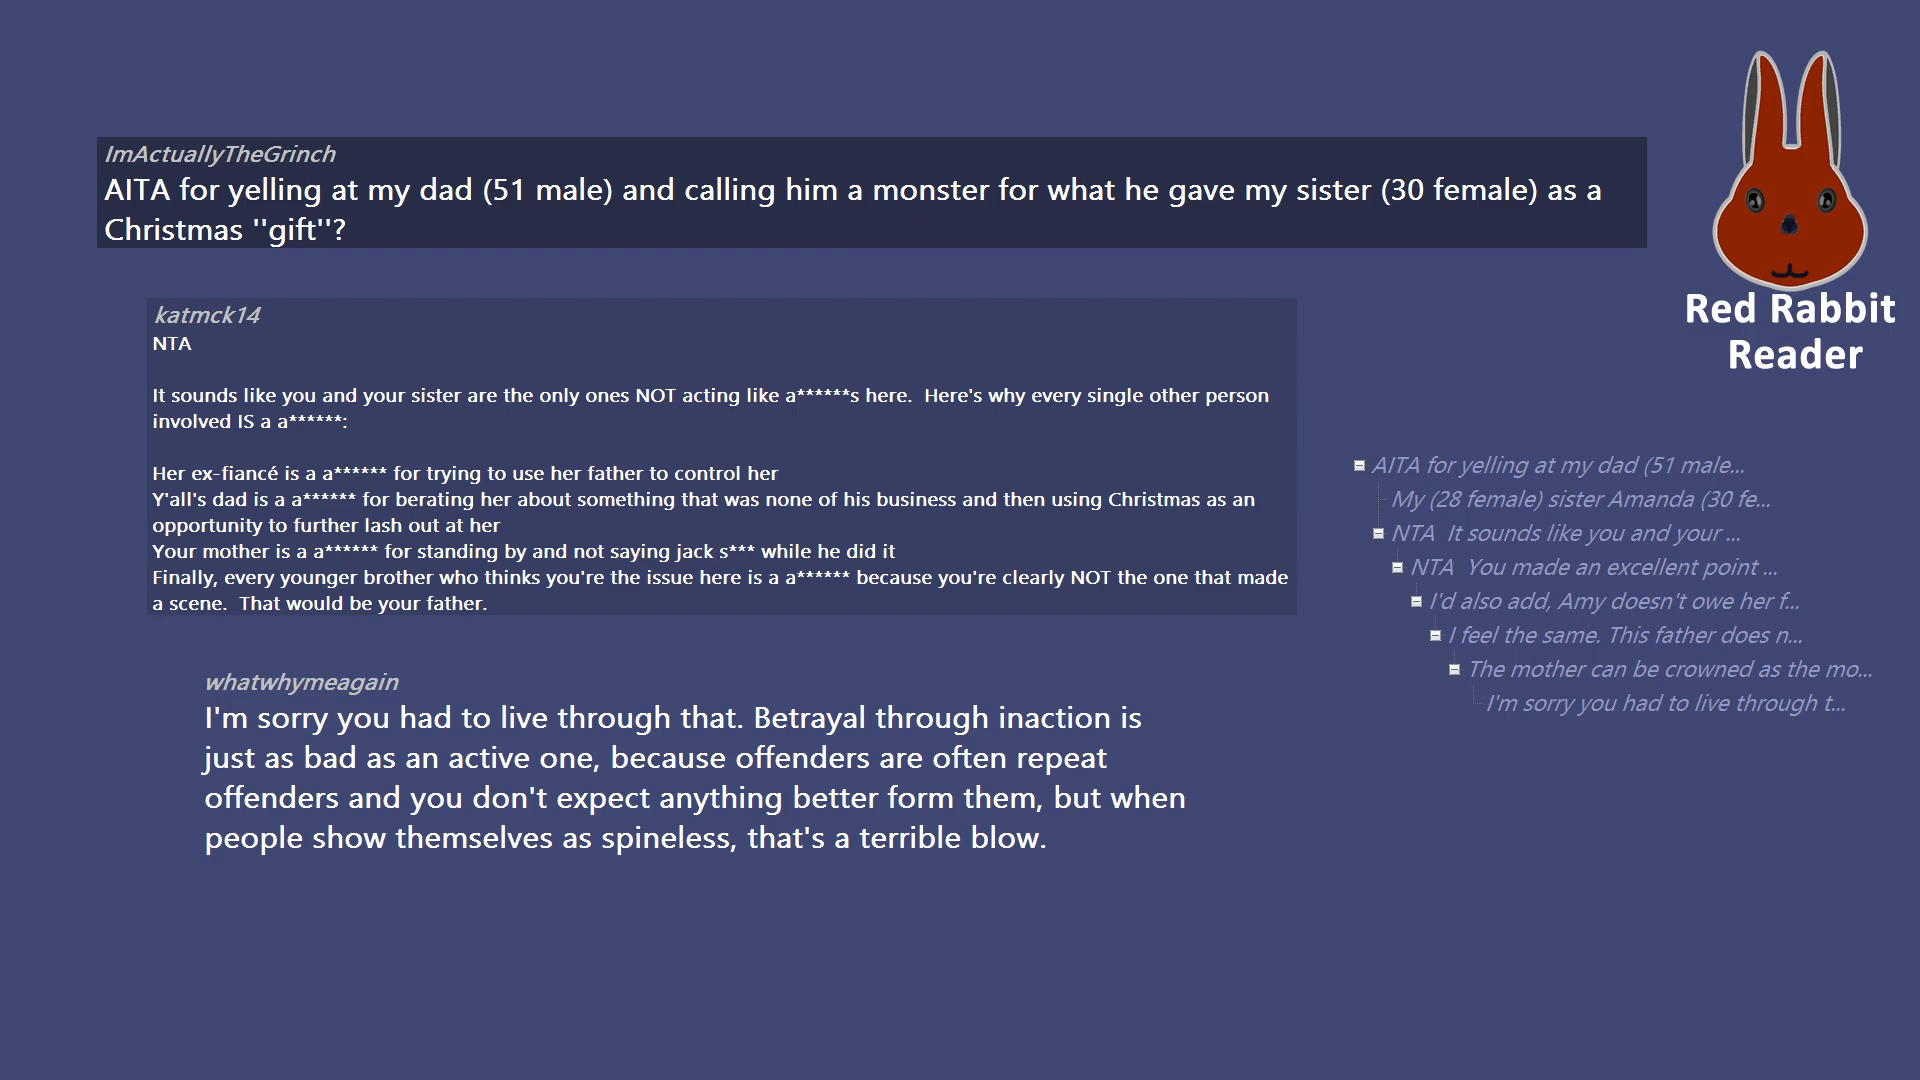 ImActuallyTheGrinch
AITA for yelling at my dad (51 male) and calling him a monster for what he gave my sister (30 female) as a
Christmas ''gift''?
katmck14
NTA
It sounds like you and your sister are the only ones NOT acting like a******s here.  Here's why every single other person
involved IS a a******:
Her ex-fiancé is a a****** for trying to use her father to control her
Y'all's dad is a a****** for berating her about something that was none of his business and then using Christmas as an
opportunity to further lash out at her
Your mother is a a****** for standing by and not saying jack s*** while he did it
Finally, every younger brother who thinks you're the issue here is a a****** because you're clearly NOT the one that made
a scene.  That would be your father.
whatwhymeagain
I'm sorry you had to live through that. Betrayal through inaction is
just as bad as an active one, because offenders are often repeat
offenders and you don't expect anything better form them, but when
people show themselves as spineless, that's a terrible blow.
Red Rabbit
Reader
AITA for yelling at my dad (51 male...
My (28 female) sister Amanda (30 fe...
NTA  It sounds like you and your ...
NTA  You made an excellent point ...
I'd also add, Amy doesn't owe her f...
I feel the same. This father does n...
The mother can be crowned as the mo...
I'm sorry you had to live through t...